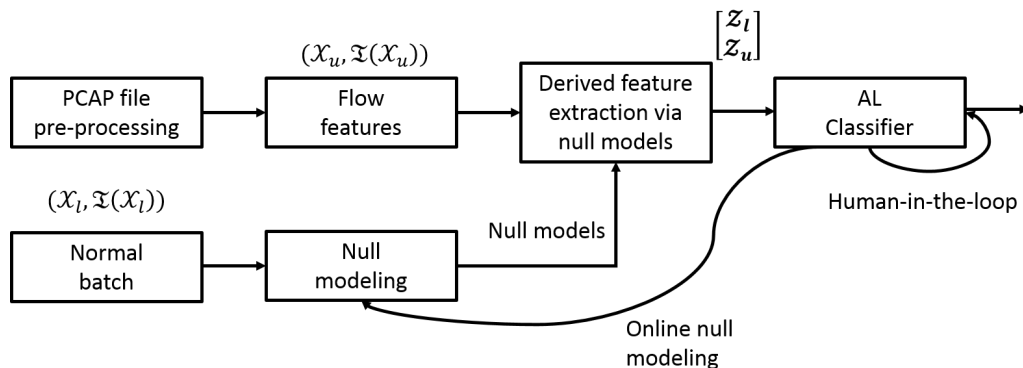 (𝒳ᵤ, 𝔗(𝒳ᵤ))
[𝒵ₗ
𝒵ᵤ]
PCAP file
pre-processing
Flow
features
Derived feature
extraction via
null models
AL
Classifier
Human-in-the-loop
(𝒳ₗ, 𝔗(𝒳ₗ))
Normal
batch
Null
modeling
Null models
Online null
modeling